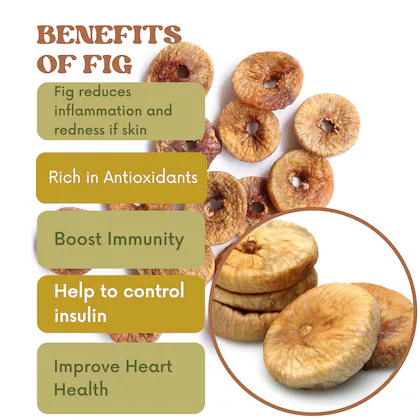 BENEFITS
OF FIG
Fig reduces
inflammation and
redness if skin
Rich in Antioxidants
Boost Immunity
Help to control
insulin
Improve Heart
Health